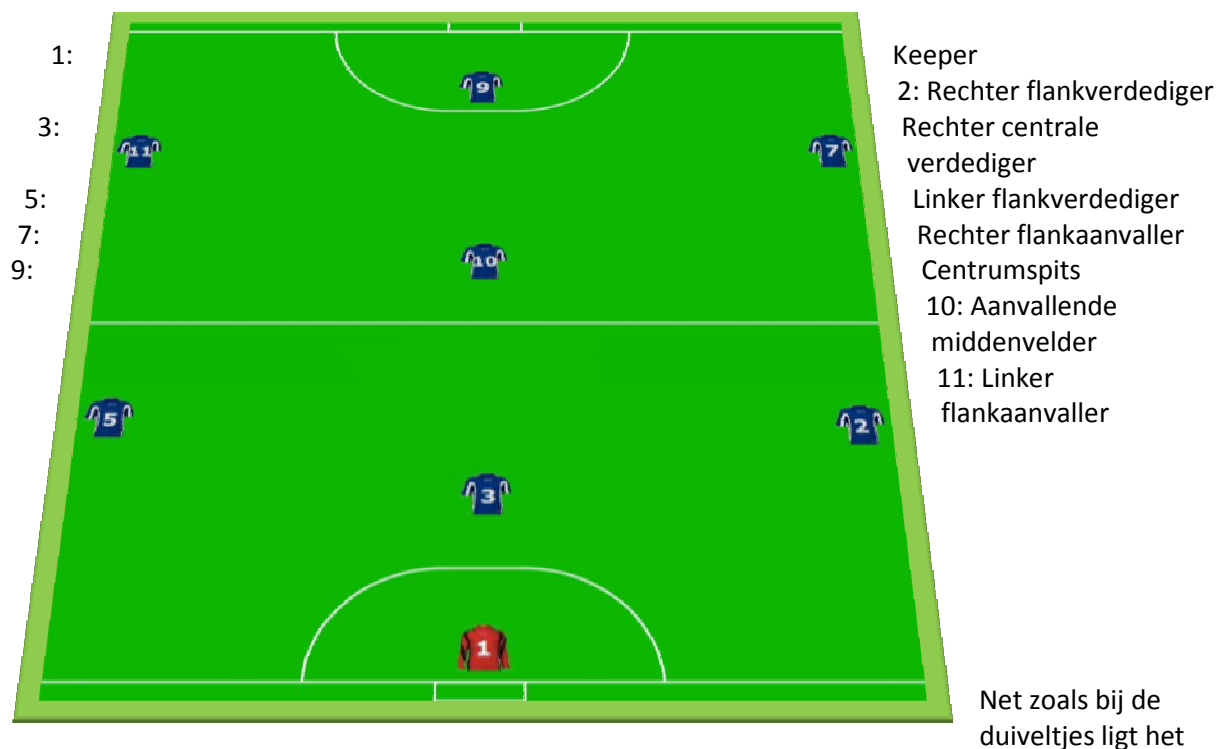 1: Keeper
2: Rechter flankverdediger
3: Rechter centrale
verdediger
5: Linker flankverdediger
7: Rechter flankaanvaller
9: Centrumspits
10: Aanvallende
middenvelder
11: Linker
flankaanvaller
9
11 7
10
5 2
3
1
Net zoals bij de
duiveltjes ligt het